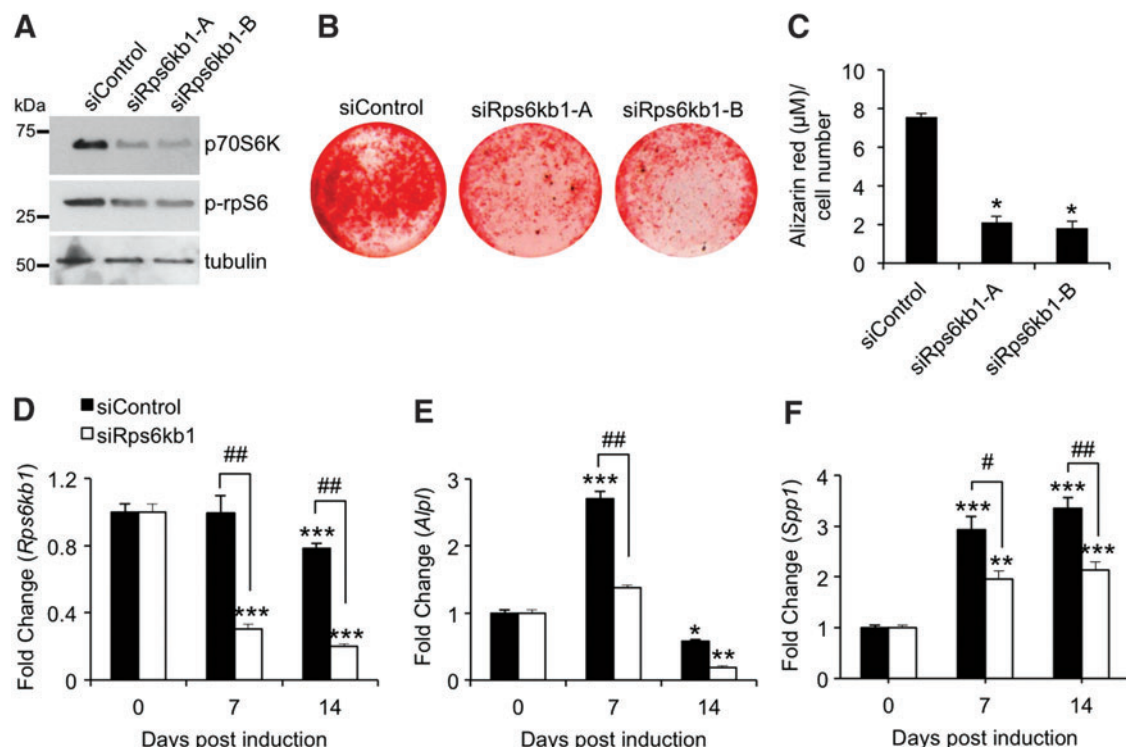 A
siControl
siRps6kb1-A
siRps6kb1-B
kDa
75
p70S6K
25
p-rpS6
50
tubulin
B
siControl
siRps6kb1-A
siRps6kb1-B
C
Alizarin red (µM)/
cell number
8
6
4
2
0
*
*
siControl
siRps6kb1-A
siRps6kb1-B
D
siControl
siRps6kb1
Fold Change (Rps6kb1)
1.2
0.8
0.4
0
##
##
***
***
***
0
7
14
Days post induction
E
Fold Change (Alpl)
3
2
1
0
##
***
*
**
0
7
14
Days post induction
F
Fold Change (Spp1)
4
3
2
1
0
#
##
***
**
***
***
0
7
14
Days post induction